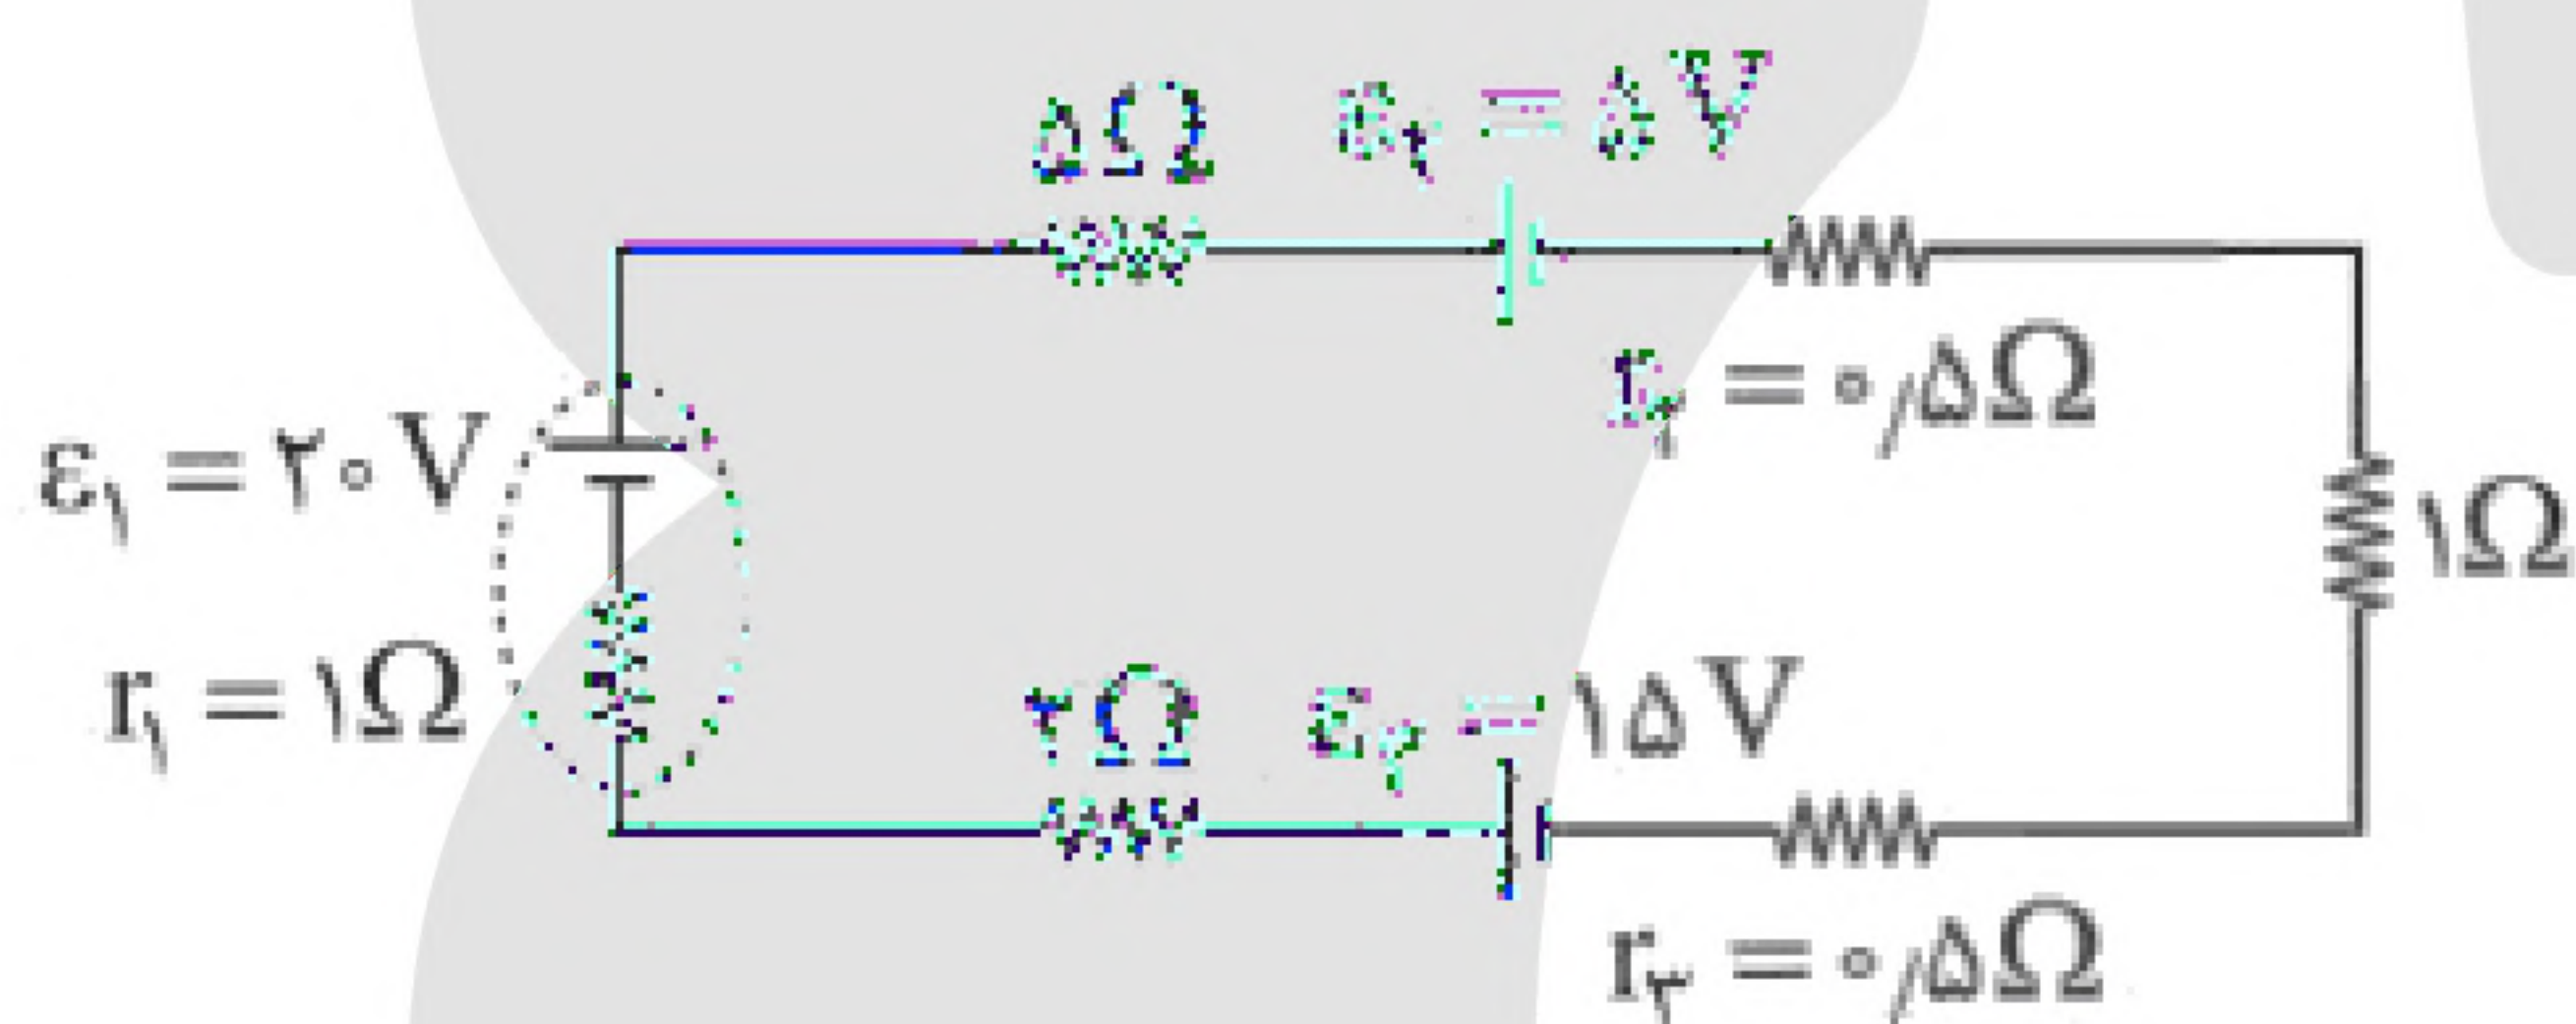 ۵Ω
ε۲ = ۵V
r۲ = ۰/۵Ω
ε۱ = ۲۰V
r۱ = ۱Ω
۱Ω
۲Ω
ε۳ = ۱۵V
r۳ = ۰/۵Ω